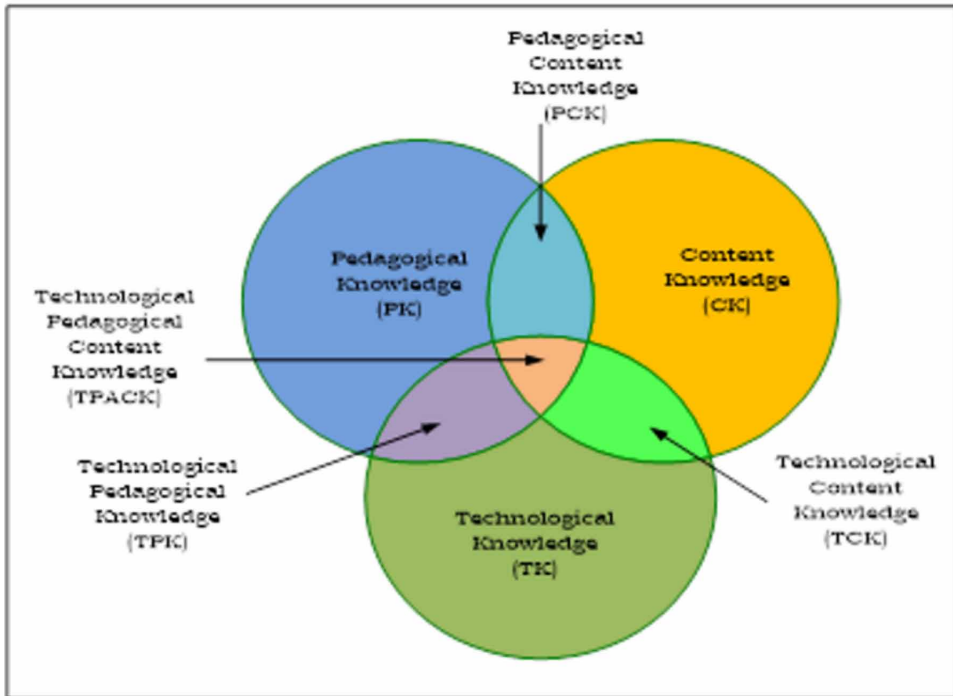 Pedagogical
Content
Knowledge
(PCK)
Pedagogical
Knowledge
(PK)
Content
Knowledge
(CK)
Technological
Pedagogical
Content
Knowledge
(TPACK)
Technological
Pedagogical
Knowledge
(TPK)
Technological
Knowledge
(TK)
Technological
Content
Knowledge
(TCK)